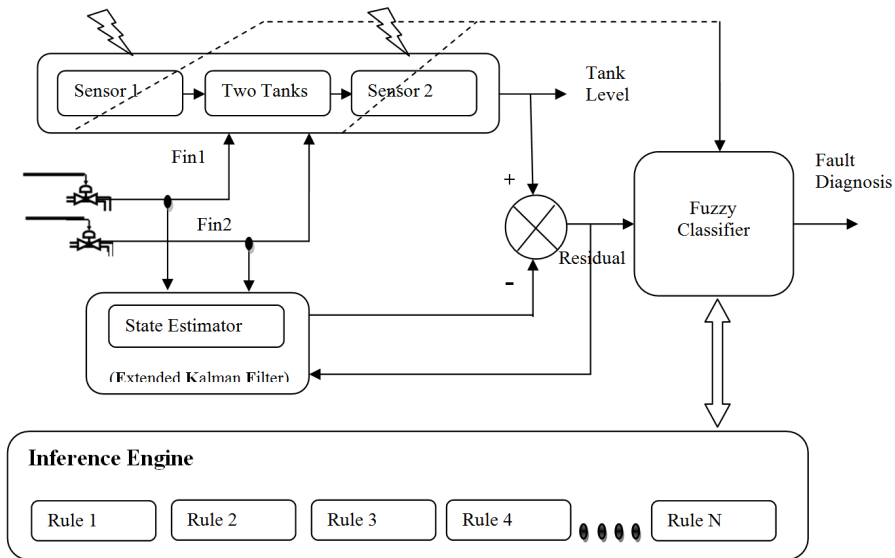 Sensor 1
Two Tanks
Sensor 2
Tank
Level
Fin1
Fin2
+
-
Residual
Fuzzy
Classifier
Fault
Diagnosis
State Estimator
(Extended Kalman Filter)
Inference Engine
Rule 1
Rule 2
Rule 3
Rule 4
Rule N